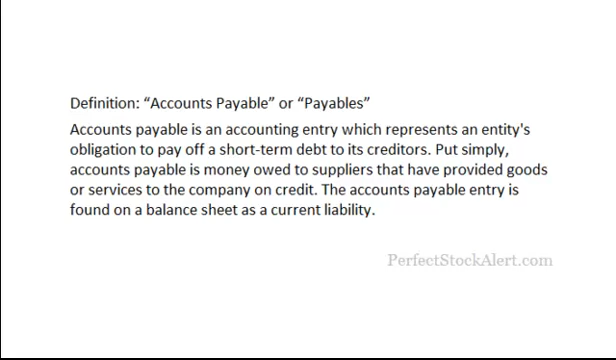 Definition: “Accounts Payable” or “Payables”
Accounts payable is an accounting entry which represents an entity's
obligation to pay off a short-term debt to its creditors. Put simply,
accounts payable is money owed to suppliers that have provided goods
or services to the company on credit. The accounts payable entry is
found on a balance sheet as a current liability.
PerfectStockAlert.com